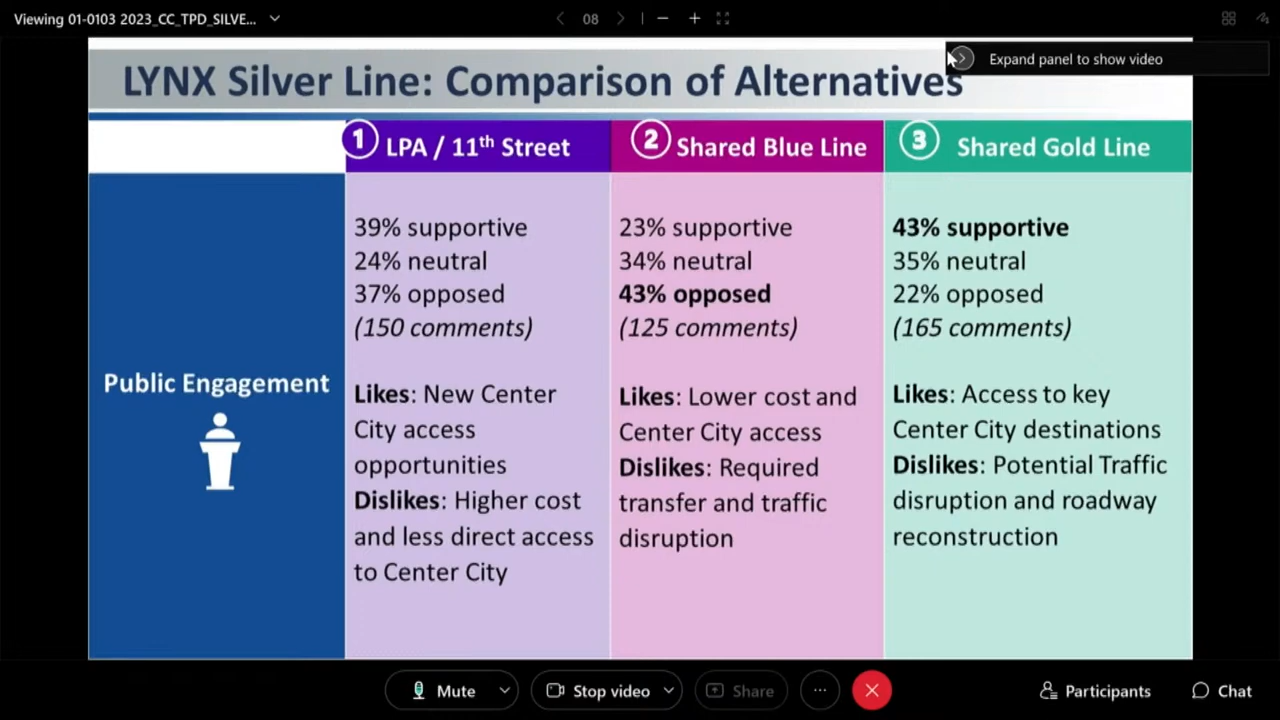 Viewing 01-0103 2023_CC_TPD_SILVE...
08
Expand panel to show video
LYNX Silver Line: Comparison of Alternatives
1 LPA / 11th Street
2 Shared Blue Line
3 Shared Gold Line
Public Engagement
39% supportive
24% neutral
37% opposed
(150 comments)
Likes: New Center
City access
opportunities
Dislikes: Higher cost
and less direct access
to Center City
23% supportive
34% neutral
43% opposed
(125 comments)
Likes: Lower cost and
Center City access
Dislikes: Required
transfer and traffic
disruption
43% supportive
35% neutral
22% opposed
(165 comments)
Likes: Access to key
Center City destinations
Dislikes: Potential Traffic
disruption and roadway
reconstruction
Mute
Stop video
Share
...
Participants
Chat